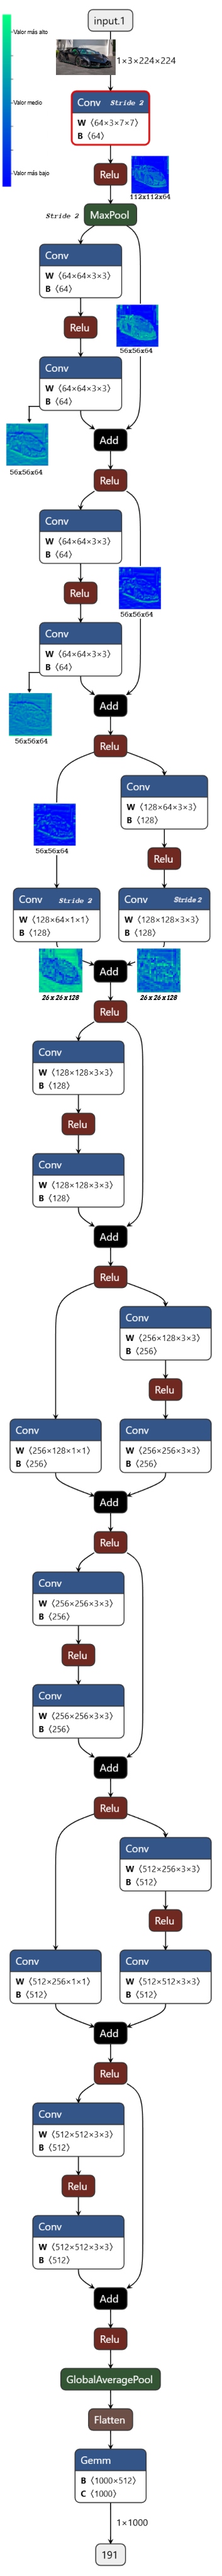 input.1
Valor más alto
1×3×224×224
Valor medio
Conv Stride 2
W ⟨64×3×7×7⟩
B ⟨64⟩
Valor más bajo
Relu
112x112x64
Stride 2 MaxPool
Conv
W ⟨64×64×3×3⟩
B ⟨64⟩
Relu
56x56x64
Conv
W ⟨64×64×3×3⟩
B ⟨64⟩
Add
56x56x64
Relu
Conv
W ⟨64×64×3×3⟩
B ⟨64⟩
Relu
56x56x64
Conv
W ⟨64×64×3×3⟩
B ⟨64⟩
Add
56x56x64
Relu
Conv
W ⟨128×64×3×3⟩
B ⟨128⟩
56x56x64
Relu
Conv Stride 2
W ⟨128×64×1×1⟩
B ⟨128⟩
Conv Stride 2
W ⟨128×128×3×3⟩
B ⟨128⟩
Add
26x26x128
26x26x128
Relu
Conv
W ⟨128×128×3×3⟩
B ⟨128⟩
Relu
Conv
W ⟨128×128×3×3⟩
B ⟨128⟩
Add
Relu
Conv
W ⟨256×128×3×3⟩
B ⟨256⟩
Relu
Conv
W ⟨256×128×1×1⟩
B ⟨256⟩
Conv
W ⟨256×256×3×3⟩
B ⟨256⟩
Add
Relu
Conv
W ⟨256×256×3×3⟩
B ⟨256⟩
Relu
Conv
W ⟨256×256×3×3⟩
B ⟨256⟩
Add
Relu
Conv
W ⟨512×256×3×3⟩
B ⟨512⟩
Relu
Conv
W ⟨512×256×1×1⟩
B ⟨512⟩
Conv
W ⟨512×512×3×3⟩
B ⟨512⟩
Add
Relu
Conv
W ⟨512×512×3×3⟩
B ⟨512⟩
Relu
Conv
W ⟨512×512×3×3⟩
B ⟨512⟩
Add
Relu
GlobalAveragePool
Flatten
Gemm
B ⟨1000×512⟩
C ⟨1000⟩
1×1000
191